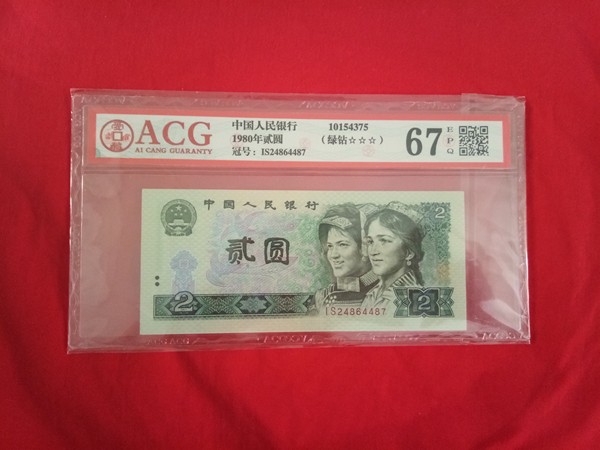 ACG
AI CANG GUARANTY
中国人民银行 10154375
1980年贰圆 (绿钻☆☆☆)
冠号: IS24864487
67 EPQ
中国人民银行
贰圆
2
2
2
IS24864487